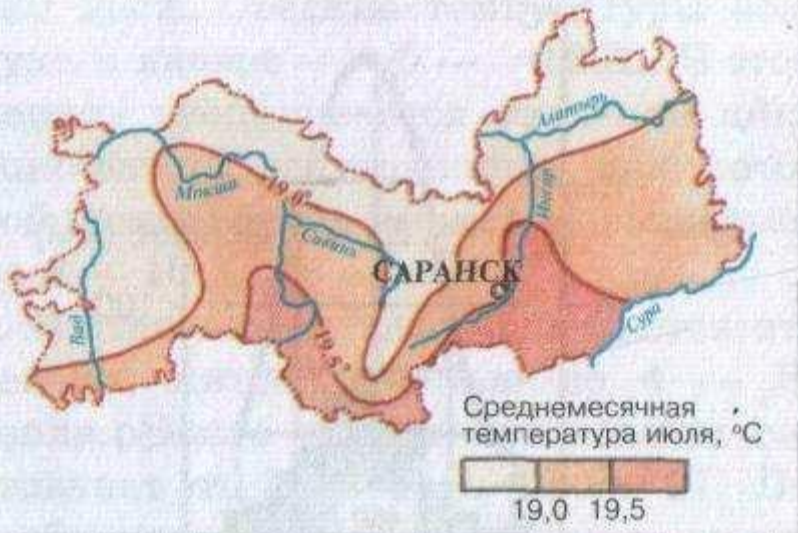 Алатырь
Мокша
19.0°
Инсар
Сивинь
САРАНСК
Вад
19.5°
Сура
Среднемесячная
температура июля, °С
19,0 19,5